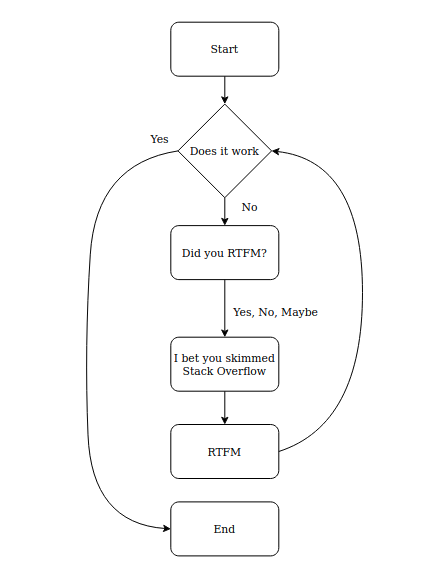 Start
Yes
Does it work
No
Did you RTFM?
Yes, No, Maybe
I bet you skimmed
Stack Overflow
RTFM
End